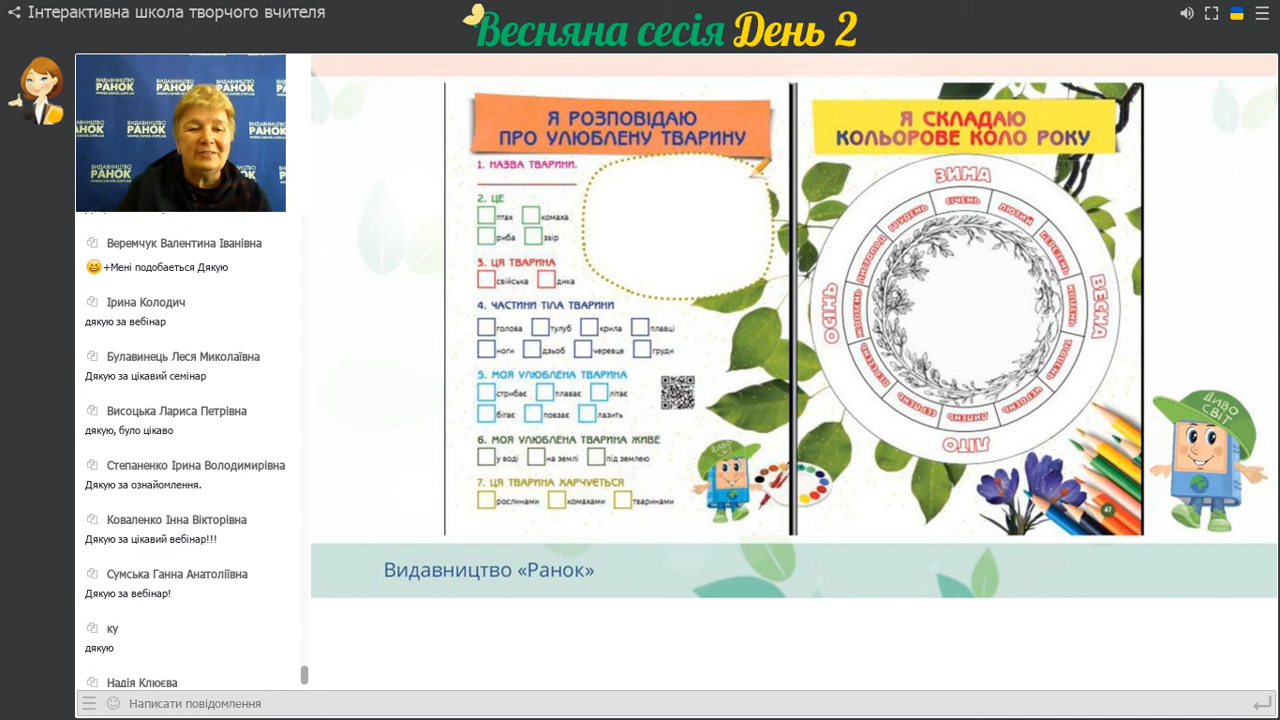 Інтерактивна школа творчого вчителя
Весняна сесія День 2
ВИДАВНИЦТВО
РАНОК
Веремчук Валентина Іванівна
+Мені подобаеться Дякую
Ірина Колодич
дякую за вебінар
Булавинець Леся Миколаївна
Дякую за цікавий семінар
Висоцька Лариса Петрівна
дякую, було цікаво
Степаненко Ірина Володимирівна
Дякую за ознайомлення.
Коваленко Інна Вікторівна
Дякую за цікавий вебінар!!!
Сумська Ганна Анатоліївна
Дякую за вебінар!
ку
дякую
Надія Клюєва
Написати повідомлення
Я РОЗПОВІДАЮ
ПРО УЛЮБЛЕНУ ТВАРИНУ
1. НАЗВА ТВАРИНИ.
2. ЦЕ
птах комаха
риба звір
3. ЦЯ ТВАРИНА
свійська дика
4. ЧАСТИНИ ТІЛА ТВАРИНИ
голова тулуб крила плавці
ноги дзьоб черевце груди
5. МОЯ УЛЮБЛЕНА ТВАРИНА
стрибає плаває літає
бігає повзає лазить
6. МОЯ УЛЮБЛЕНА ТВАРИНА ЖИВЕ
у воді на землі під землею
7. ЦЯ ТВАРИНА ХАРЧУЄТЬСЯ
рослинами комахами тваринами
Я СКЛАДАЮ
КОЛЬОРОВЕ КОЛО РОКУ
ЗИМА
ГРУДЕНЬ
СІЧЕНЬ
ЛЮТИЙ
ВЕСНА
БЕРЕЗЕНЬ
КВІТЕНЬ
ТРАВЕНЬ
ЛІТО
ЧЕРВЕНЬ
ЛИПЕНЬ
СЕРПЕНЬ
ОСІНЬ
ВЕРЕСЕНЬ
ЖОВТЕНЬ
ЛИСТОПАД
47
ДИВО
СВІТ
ДИВО
СВІТ
Видавництво «Ранок»